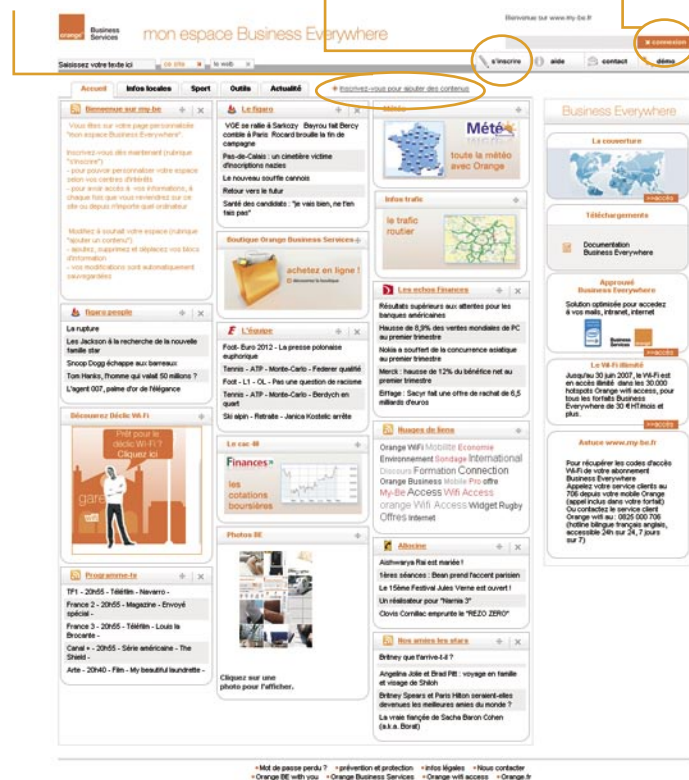 Bienvenue sur www.my-be.fr
orange
Business
Services
mon espace Business Everywhere
connexion
Saisissez votre texte ici
ce site
le web
s'inscrire
aide
contact
démo
Accueil
Infos locales
Sport
Outils
Actualité
Inscrivez-vous pour ajouter des contenus
Bienvenue sur my-be
Vous êtes sur votre page personnalisée
"mon espace Business Everywhere".
Inscrivez-vous dès maintenant (rubrique
"s'inscrire")
- pour pouvoir personnaliser votre espace
selon vos centres d'intérêts
- pour avoir accès à vos informations, à
chaque fois que vous reviendrez sur ce
site ou depuis n'importe quel ordinateur
Modifiez à souhait votre espace (rubrique
"ajouter un contenu")
- ajoutez, supprimez et déplacez vos blocs
d'information
- vos modifications sont automatiquement
sauvegardées
figaro people
La rupture
Les Jackson à la recherche de la nouvelle
famille star
Snoop Dogg échappe aux barreaux
Tom Hanks, l'homme qui valait 50 millions ?
L'agent 007, palme d'or de l'élégance
Découvrez Déclic Wi-Fi
Prêt pour le
déclic Wi-Fi ?
Cliquez ici
gare
wifi
Programme-tv
TF1 - 20h55 - Téléfilm - Navarro -
France 2 - 20h55 - Magazine - Envoyé
spécial -
France 3 - 20h55 - Téléfilm - Louis la
Brocante -
Canal + - 20h55 - Série américaine - The
Shield -
Arte - 20h40 - Film - My beautiful laundrette -
Le figaro
VGE se rallie à Sarkozy Bayrou fait Bercy
comble à Paris Rocard brouille la fin de
campagne
Pas-de-Calais : un cimetière victime
d'inscriptions nazies
Le nouveau souffle cannois
Retour vers le futur
Santé des candidats : "je vais bien, ne t'en
fais pas"
Boutique Orange Business Services
achetez en ligne !
découvrez la boutique
L'équipe
Foot- Euro 2012 - La presse polonaise
euphorique
Tennis - ATP - Monte-Carlo - Federer qualifié
Foot - L1 - OL - Pas une question de racisme
Tennis - ATP - Monte-Carlo - Berdych en
quart
Ski alpin - Retraite - Janica Kostelic arrête
Le cac 40
Finances
les
cotations
boursières
Photos BE
Cliquez sur une
photo pour l'afficher.
Météo
Mété
toute la météo
avec Orange
Infos trafic
le trafic
routier
Les echos Finances
Résultats supérieurs aux attentes pour les
banques américaines
Hausse de 8,9% des ventes mondiales de PC
au premier trimestre
Nokia a souffert de la concurrence asiatique
au premier trimestre
Merck : hausse de 12% du bénéfice net au
premier trimestre
Eiffage : Sacyr fait une offre de rachat de 6,5
milliards d'euros
Nuages de liens
Orange WiFi Mobilité Economie
Environnement Sondage International
Discours Formation Connection
Orange Business Mobile Pro offre
My-Be Access Wifi Access
orange Wifi Access Widget Rugby
Offres Internet
Allocine
Aishwarya Rai est mariée !
1ères séances : Bean prend l'accent parisien
Le 15ème Festival Jules Verne est ouvert !
Un réalisateur pour "Narnia 3"
Clovis Cornillac emprunte le "REZO ZERO"
Nos amies les stars
Britney que t'arrive-t-il ?
Angelina Jolie et Brad Pitt : voyage en famille
et visage de Shiloh
Britney Spears et Paris Hilton seraient-elles
devenues les meilleures amies du monde ?
La vraie fiancée de Sacha Baron Cohen
(a.k.a. Borat)
Business Everywhere
La couverture
>>accès
Téléchargements
Documentation
Business Everywhere
Approuvé
Business Everywhere
Solution optimisée pour accedez
à vos mails, intranet, internet
Business
Services
Le Wi-Fi illimité
Jusqu'au 30 juin 2007, le Wi-Fi est
en accès illimité dans les 30.000
hotspots Orange wifi access, pour
tous les forfaits Business
Everywhere de 30 € HT/mois et
plus.
>>accès
Astuce www.my-be.fr
Pour récupérer les codes d'accès
Wi-Fi de votre abonnement
Business Everywhere
Appelez votre service clients au
706 depuis votre mobile Orange
(appel inclus dans votre forfait)
Ou contactez le service client
Orange wifi au : 0825 000 706
(hotline bilingue français anglais,
accessible 24h sur 24, 7 jours
sur 7)
Mot de passe perdu ? prévention et protection infos légales Nous contacter
Orange BE with you Orange Business Services Orange wifi access Orange.fr